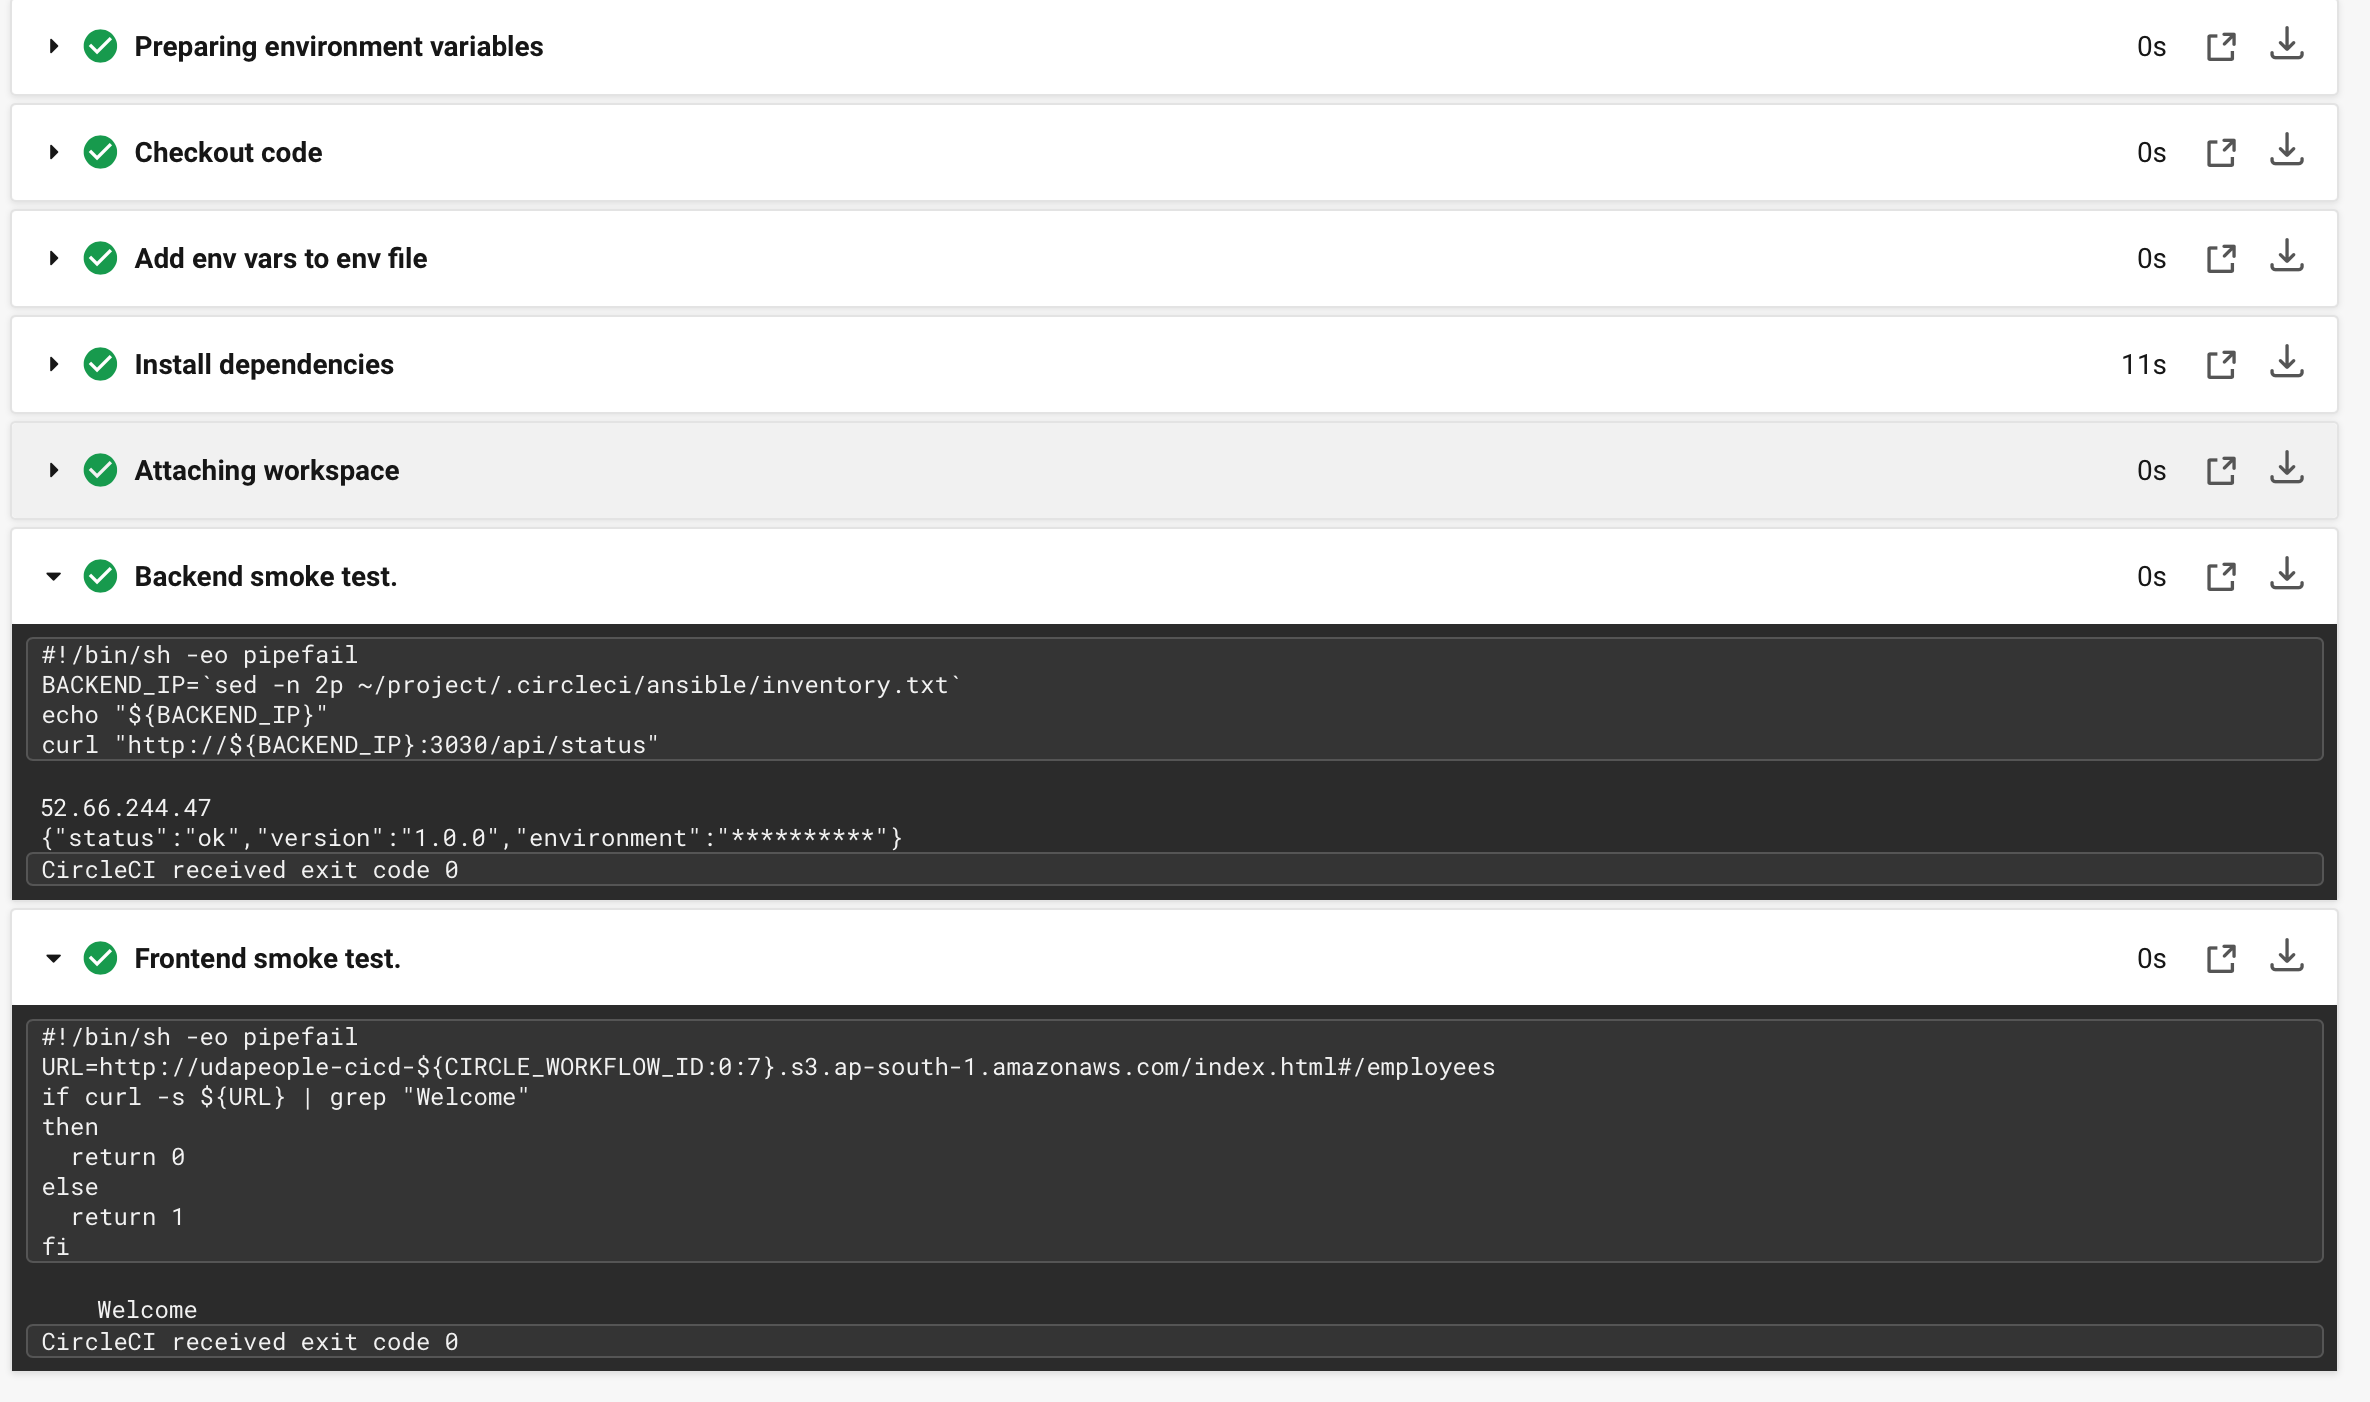 Preparing environment variables 0s
Checkout code 0s
Add env vars to env file 0s
Install dependencies 11s
Attaching workspace 0s
Backend smoke test. 0s
#!/bin/sh -eo pipefail
BACKEND_IP=`sed -n 2p ~/project/.circleci/ansible/inventory.txt`
echo "${BACKEND_IP}"
curl "http://${BACKEND_IP}:3030/api/status"
52.66.244.47
{"status":"ok","version":"1.0.0","environment":"**********"}
CircleCI received exit code 0
Frontend smoke test. 0s
#!/bin/sh -eo pipefail
URL=http://udapeople-cicd-${CIRCLE_WORKFLOW_ID:0:7}.s3.ap-south-1.amazonaws.com/index.html#/employees
if curl -s ${URL} | grep "Welcome"
then
  return 0
else
  return 1
fi
    Welcome
CircleCI received exit code 0